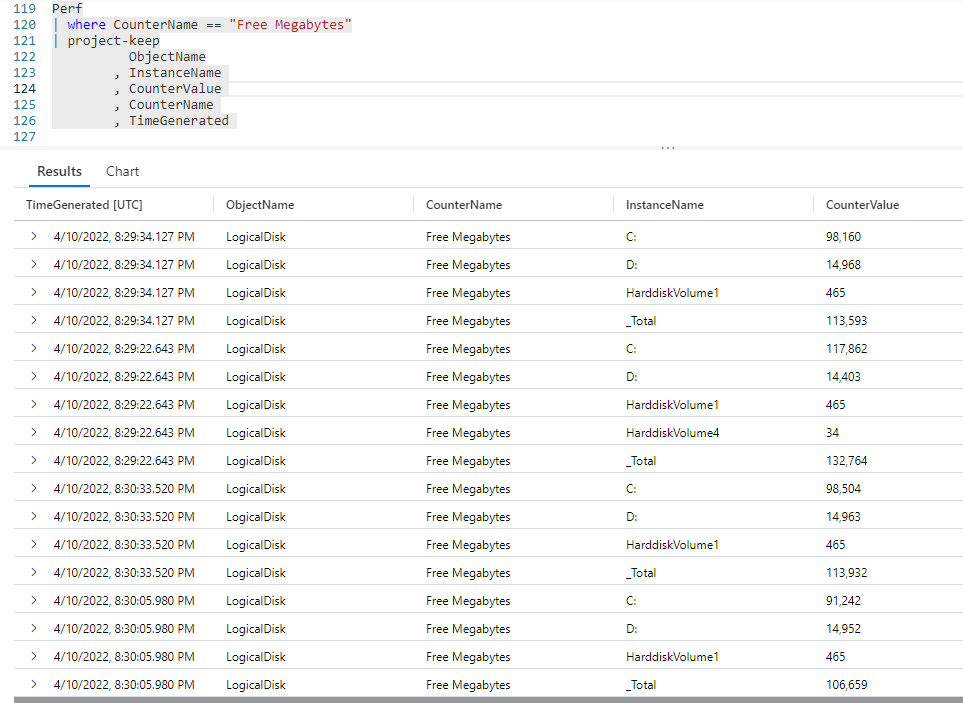 119 Perf
120 | where CounterName == "Free Megabytes"
121 | project-keep
122 ObjectName
123 , InstanceName
124 , CounterValue
125 , CounterName
126 , TimeGenerated
127
...
Results Chart
TimeGenerated [UTC] ObjectName CounterName InstanceName CounterValue
> 4/10/2022, 8:29:34.127 PM LogicalDisk Free Megabytes C: 98,160
> 4/10/2022, 8:29:34.127 PM LogicalDisk Free Megabytes D: 14,968
> 4/10/2022, 8:29:34.127 PM LogicalDisk Free Megabytes HarddiskVolume1 465
> 4/10/2022, 8:29:34.127 PM LogicalDisk Free Megabytes _Total 113,593
> 4/10/2022, 8:29:22.643 PM LogicalDisk Free Megabytes C: 117,862
> 4/10/2022, 8:29:22.643 PM LogicalDisk Free Megabytes D: 14,403
> 4/10/2022, 8:29:22.643 PM LogicalDisk Free Megabytes HarddiskVolume1 465
> 4/10/2022, 8:29:22.643 PM LogicalDisk Free Megabytes HarddiskVolume4 34
> 4/10/2022, 8:29:22.643 PM LogicalDisk Free Megabytes _Total 132,764
> 4/10/2022, 8:30:33.520 PM LogicalDisk Free Megabytes C: 98,504
> 4/10/2022, 8:30:33.520 PM LogicalDisk Free Megabytes D: 14,963
> 4/10/2022, 8:30:33.520 PM LogicalDisk Free Megabytes HarddiskVolume1 465
> 4/10/2022, 8:30:33.520 PM LogicalDisk Free Megabytes _Total 113,932
> 4/10/2022, 8:30:05.980 PM LogicalDisk Free Megabytes C: 91,242
> 4/10/2022, 8:30:05.980 PM LogicalDisk Free Megabytes D: 14,952
> 4/10/2022, 8:30:05.980 PM LogicalDisk Free Megabytes HarddiskVolume1 465
> 4/10/2022, 8:30:05.980 PM LogicalDisk Free Megabytes _Total 106,659